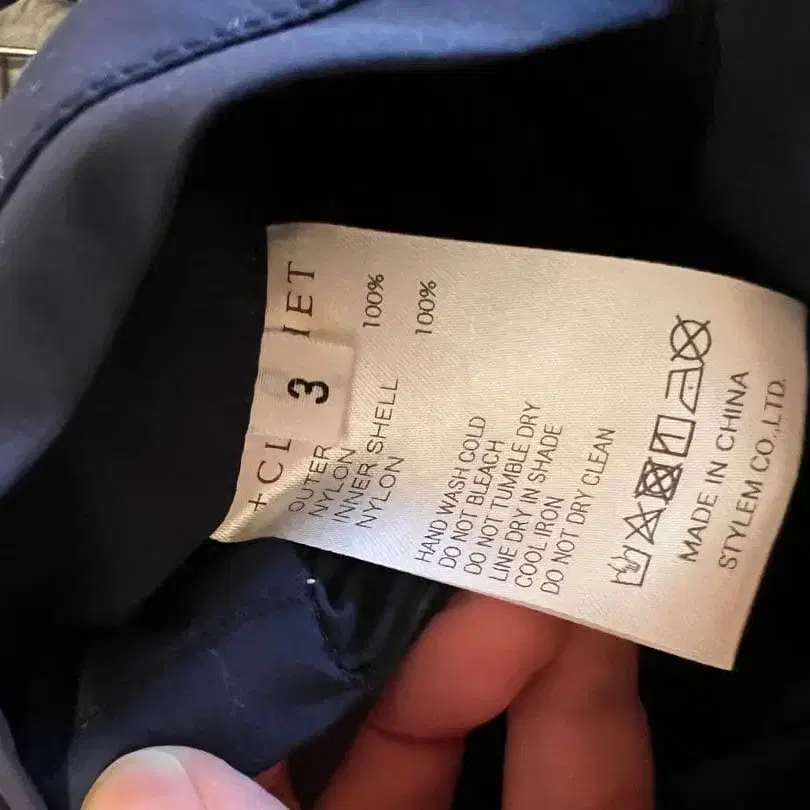 +CL IET
3
OUTER
NYLON 100%
INNER SHELL
NYLON 100%
HAND WASH COLD
DO NOT BLEACH
DO NOT TUMBLE DRY
LINE DRY IN SHADE
COOL IRON
DO NOT DRY CLEAN
MADE IN CHINA
STYLEM CO.,LTD.